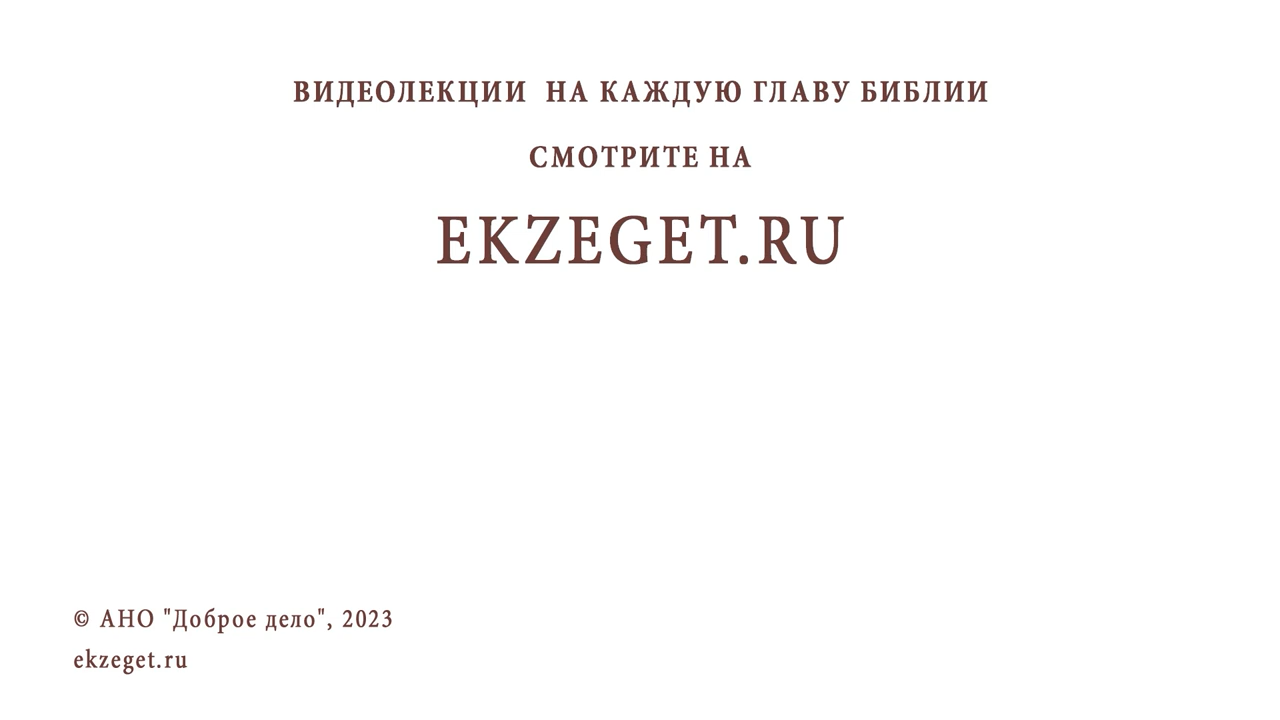 ВИДЕОЛЕКЦИИ НА КАЖДУЮ ГЛАВУ БИБЛИИ
СМОТРИТЕ НА
EKZEGET.RU
© АНО "Доброе дело", 2023
ekzeget.ru